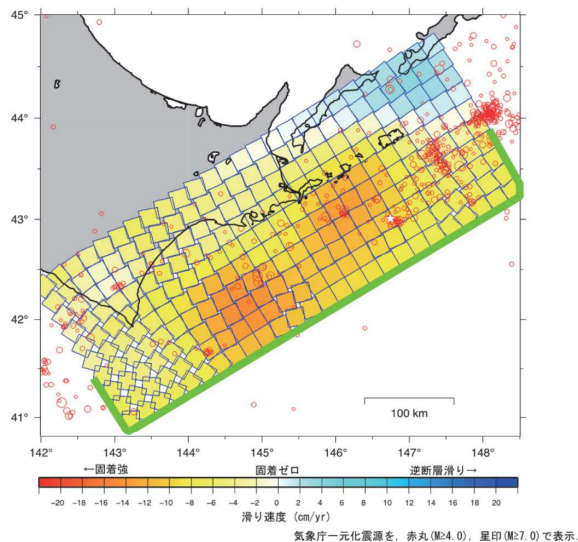 45°
44°
43°
42°
41°
100 km
142° 143° 144° 145° 146° 147° 148°
←固着強 固着ゼロ 逆断層滑り→
−20 −18 −16 −14 −12 −10 −8 −6 −4 −2 0 2 4 6 8 10 12 14 16 18 20
滑り速度 (cm/yr)
気象庁一元化震源を，赤丸(M≥4.0)，星印(M≥7.0)で表示．